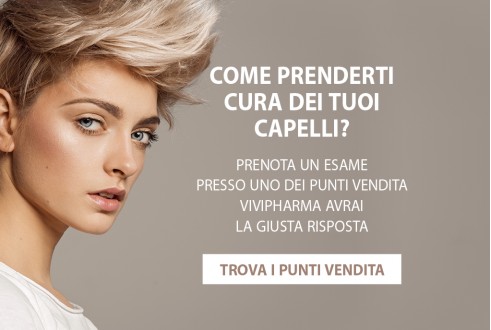 COME PRENDERTI
CURA DEI TUOI
CAPELLI?
PRENOTA UN ESAME
PRESSO UNO DEI PUNTI VENDITA
VIVIPHARMA AVRAI
LA GIUSTA RISPOSTA
TROVA I PUNTI VENDITA